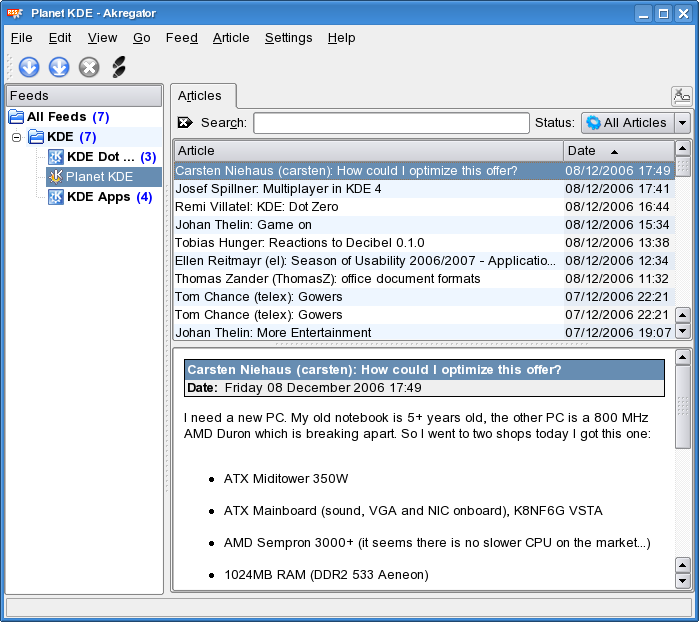 Planet KDE - Akregator
File Edit View Go Feed Article Settings Help
Feeds
All Feeds (7)
KDE (7)
KDE Dot ... (3)
Planet KDE
KDE Apps (4)
Articles
Search: Status: All Articles
Article Date
Carsten Niehaus (carsten): How could I optimize this offer? 08/12/2006 17:49
Josef Spillner: Multiplayer in KDE 4 08/12/2006 17:41
Remi Villatel: KDE: Dot Zero 08/12/2006 16:44
Johan Thelin: Game on 08/12/2006 15:34
Tobias Hunger: Reactions to Decibel 0.1.0 08/12/2006 13:38
Ellen Reitmayr (el): Season of Usability 2006/2007 - Applicatio... 08/12/2006 12:34
Thomas Zander (ThomasZ): office document formats 08/12/2006 11:32
Tom Chance (telex): Gowers 07/12/2006 22:21
Tom Chance (telex): Gowers 07/12/2006 22:21
Johan Thelin: More Entertainment 07/12/2006 19:07
Carsten Niehaus (carsten): How could I optimize this offer?
Date: Friday 08 December 2006 17:49
I need a new PC. My old notebook is 5+ years old, the other PC is a 800 MHz
AMD Duron which is breaking apart. So I went to two shops today I got this one:
• ATX Miditower 350W
• ATX Mainboard (sound, VGA and NIC onboard), K8NF6G VSTA
• AMD Sempron 3000+ (it seems there is no slower CPU on the market...)
• 1024MB RAM (DDR2 533 Aeneon)